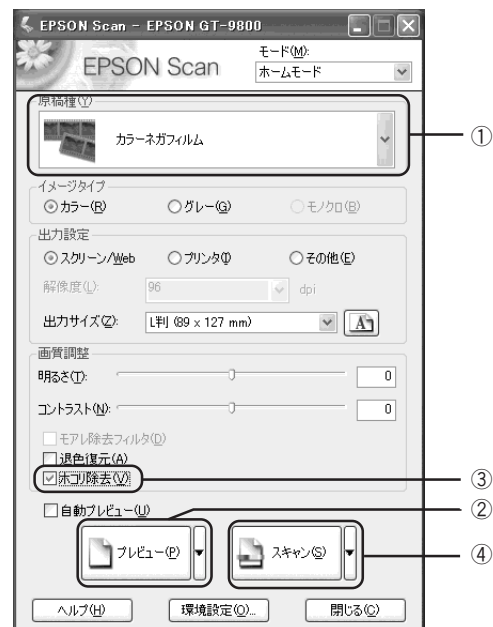 EPSON Scan - EPSON GT-9800
EPSON Scan
モード(M):
ホームモード
原稿種(Y)
カラーネガフィルム
①
イメージタイプ
カラー(R) グレー(G) モノクロ(B)
出力設定
スクリーン/Web プリンタ(I) その他(E)
解像度(L): 96 dpi
出力サイズ(Z): L判 (89 x 127 mm) A
画質調整
明るさ(T): 0
コントラスト(N): 0
モアレ除去フィルタ(D)
退色復元(A)
ホコリ除去(V)
③
自動プレビュー(U)
②
プレビュー(P) スキャン(S)
④
ヘルプ(H) 環境設定(O)... 閉じる(C)